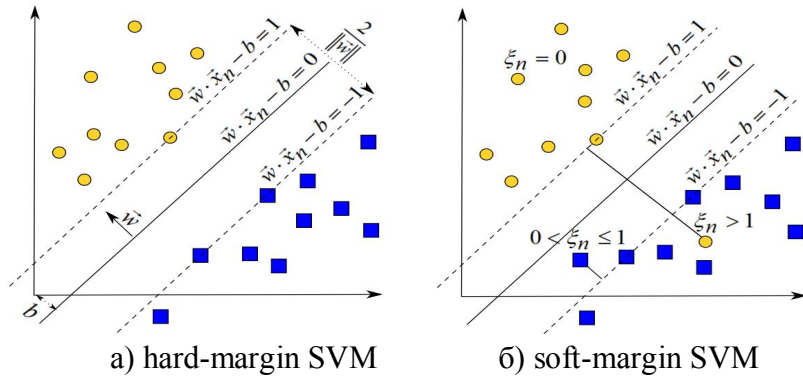 w⃗·x⃗ₙ−b=1
2
‖w⃗‖
w⃗·x⃗ₙ−b=0
w⃗·x⃗ₙ−b=−1
w⃗
b
а) hard-margin SVM
ξₙ=0
w⃗·x⃗ₙ−b=1
w⃗·x⃗ₙ−b=0
w⃗·x⃗ₙ−b=−1
ξₙ>1
0<ξₙ≤1
б) soft-margin SVM